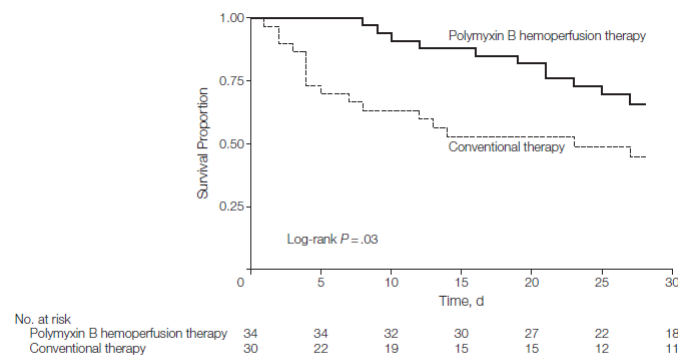 1.00
Polymyxin B hemoperfusion therapy
0.75
Survival Proportion
0.50
Conventional therapy
0.25
Log-rank P = .03
0 5 10 15 20 25 30
Time, d
No. at risk
Polymyxin B hemoperfusion therapy 34 34 32 30 27 22 18
Conventional therapy 30 22 19 15 15 12 11